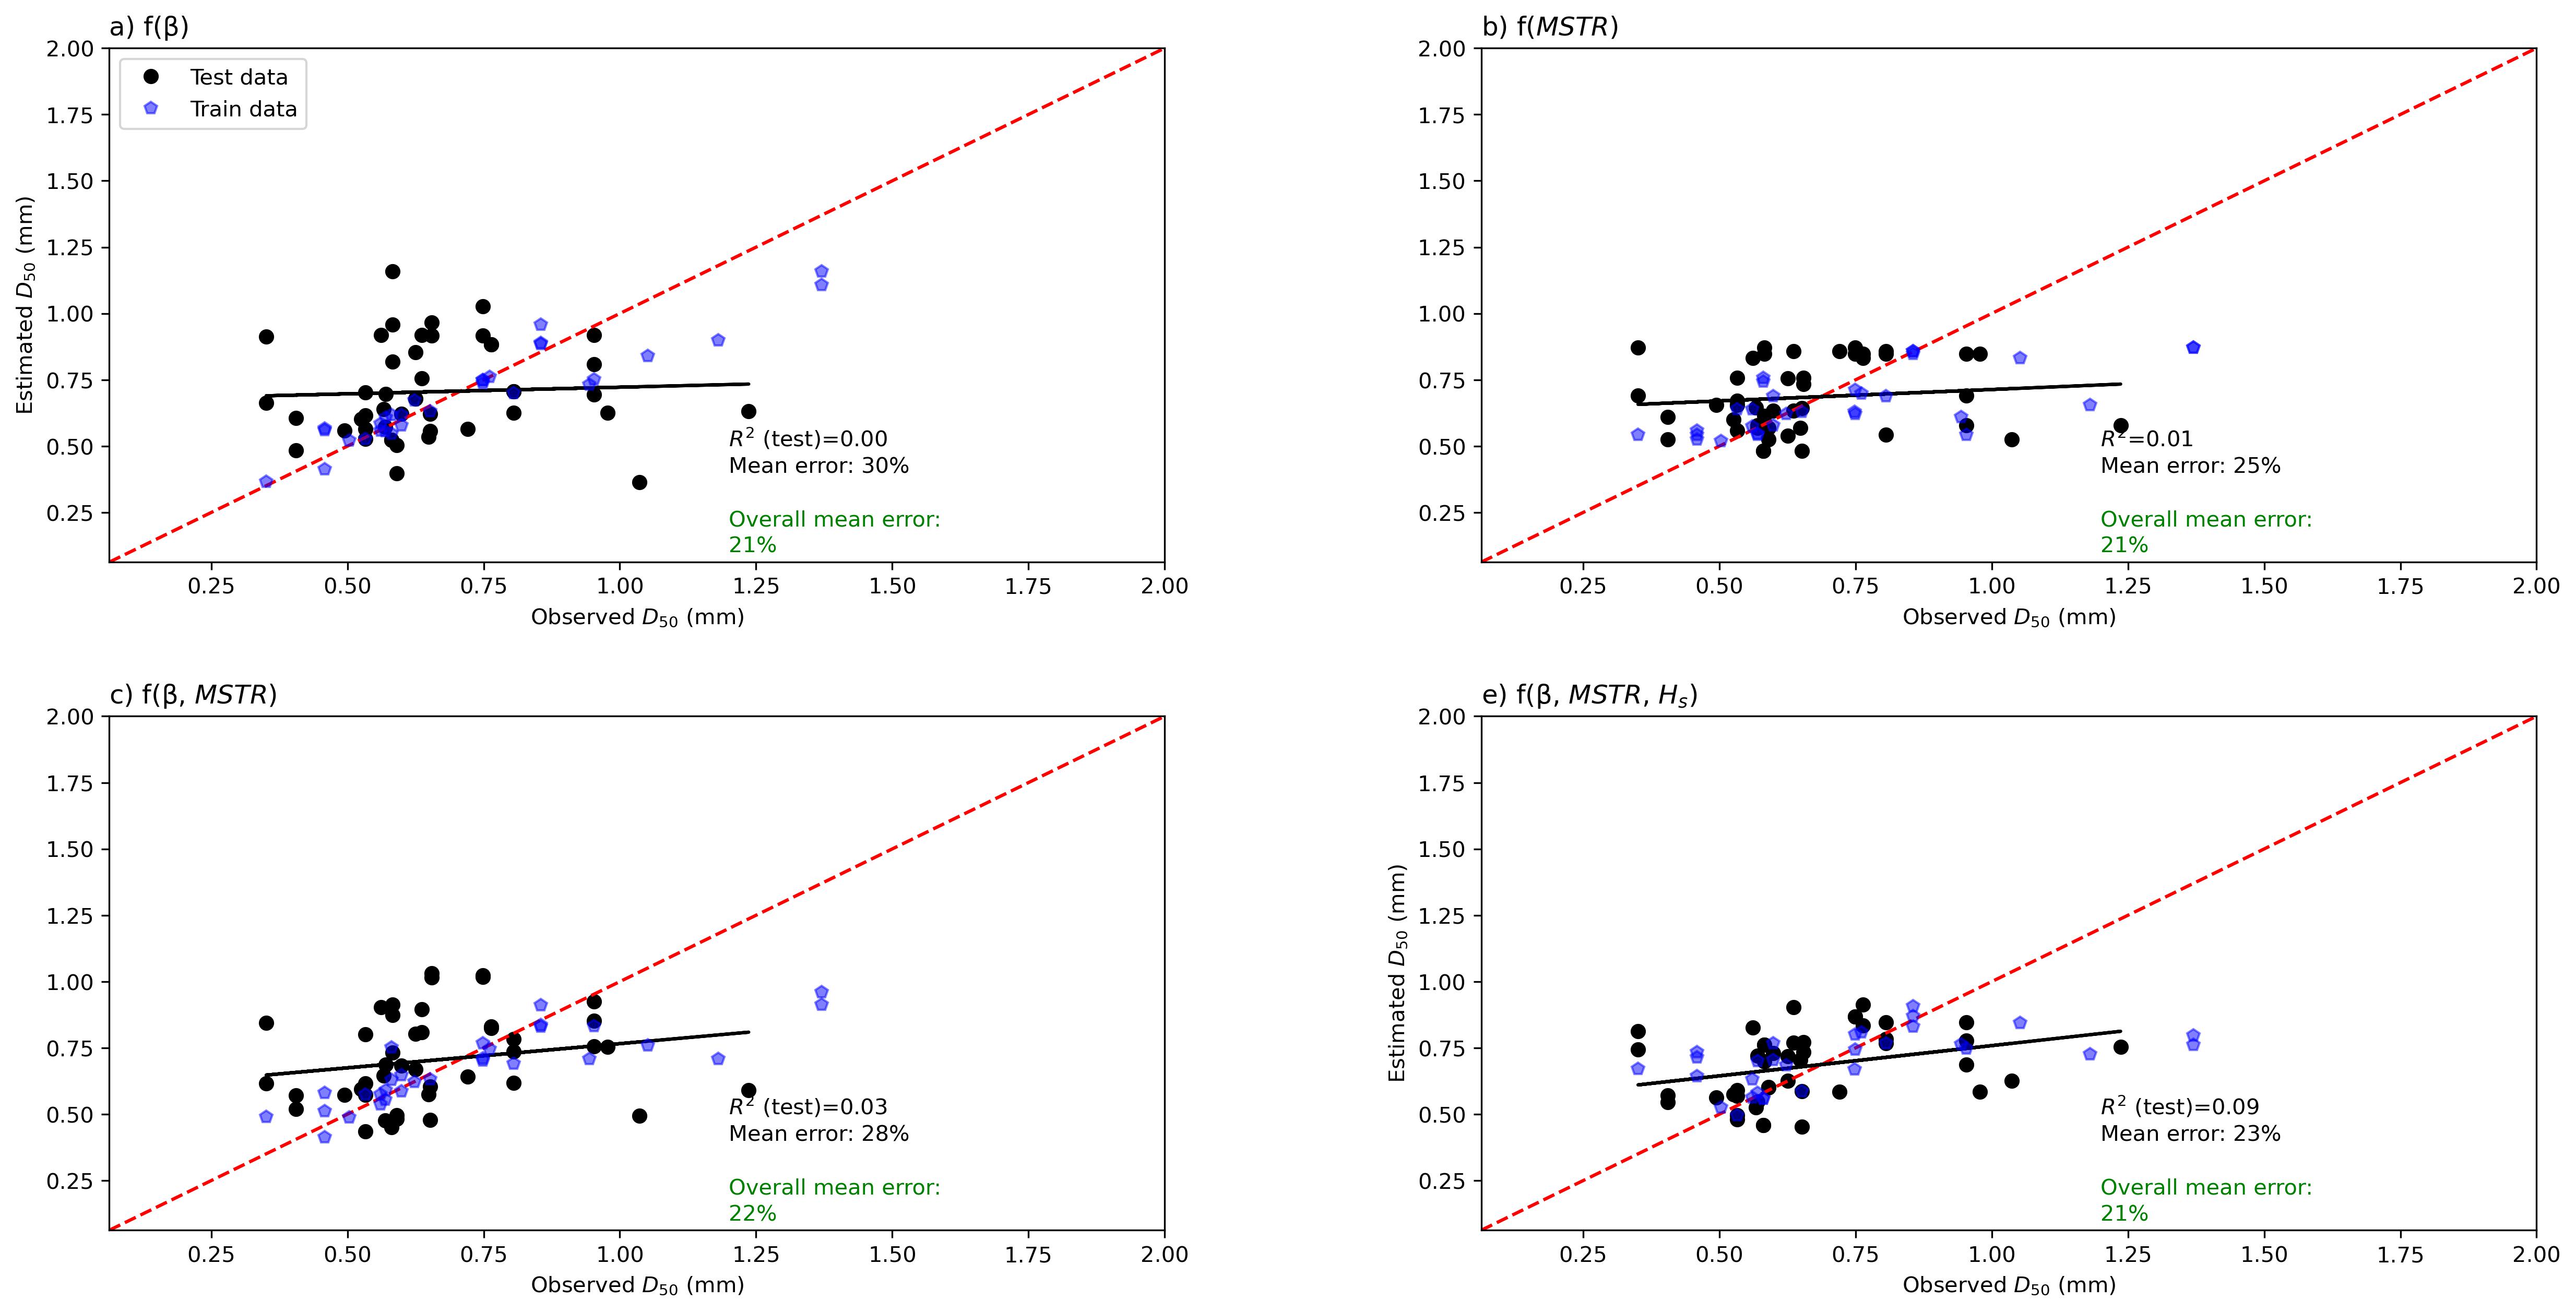 a) f(β)
2.00
1.75
1.50
1.25
1.00
0.75
0.50
0.25
Estimated D50 (mm)
Test data
Train data
R2 (test)=0.00
Mean error: 30%
Overall mean error:
21%
0.25 0.50 0.75 1.00 1.25 1.50 1.75 2.00
Observed D50 (mm)
b) f(MSTR)
2.00
1.75
1.50
1.25
1.00
0.75
0.50
0.25
R2=0.01
Mean error: 25%
Overall mean error:
21%
0.25 0.50 0.75 1.00 1.25 1.50 1.75 2.00
Observed D50 (mm)
c) f(β, MSTR)
2.00
1.75
1.50
1.25
1.00
0.75
0.50
0.25
R2 (test)=0.03
Mean error: 28%
Overall mean error:
22%
0.25 0.50 0.75 1.00 1.25 1.50 1.75 2.00
Observed D50 (mm)
e) f(β, MSTR, Hs)
2.00
1.75
1.50
1.25
1.00
0.75
0.50
0.25
Estimated D50 (mm)
R2 (test)=0.09
Mean error: 23%
Overall mean error:
21%
0.25 0.50 0.75 1.00 1.25 1.50 1.75 2.00
Observed D50 (mm)